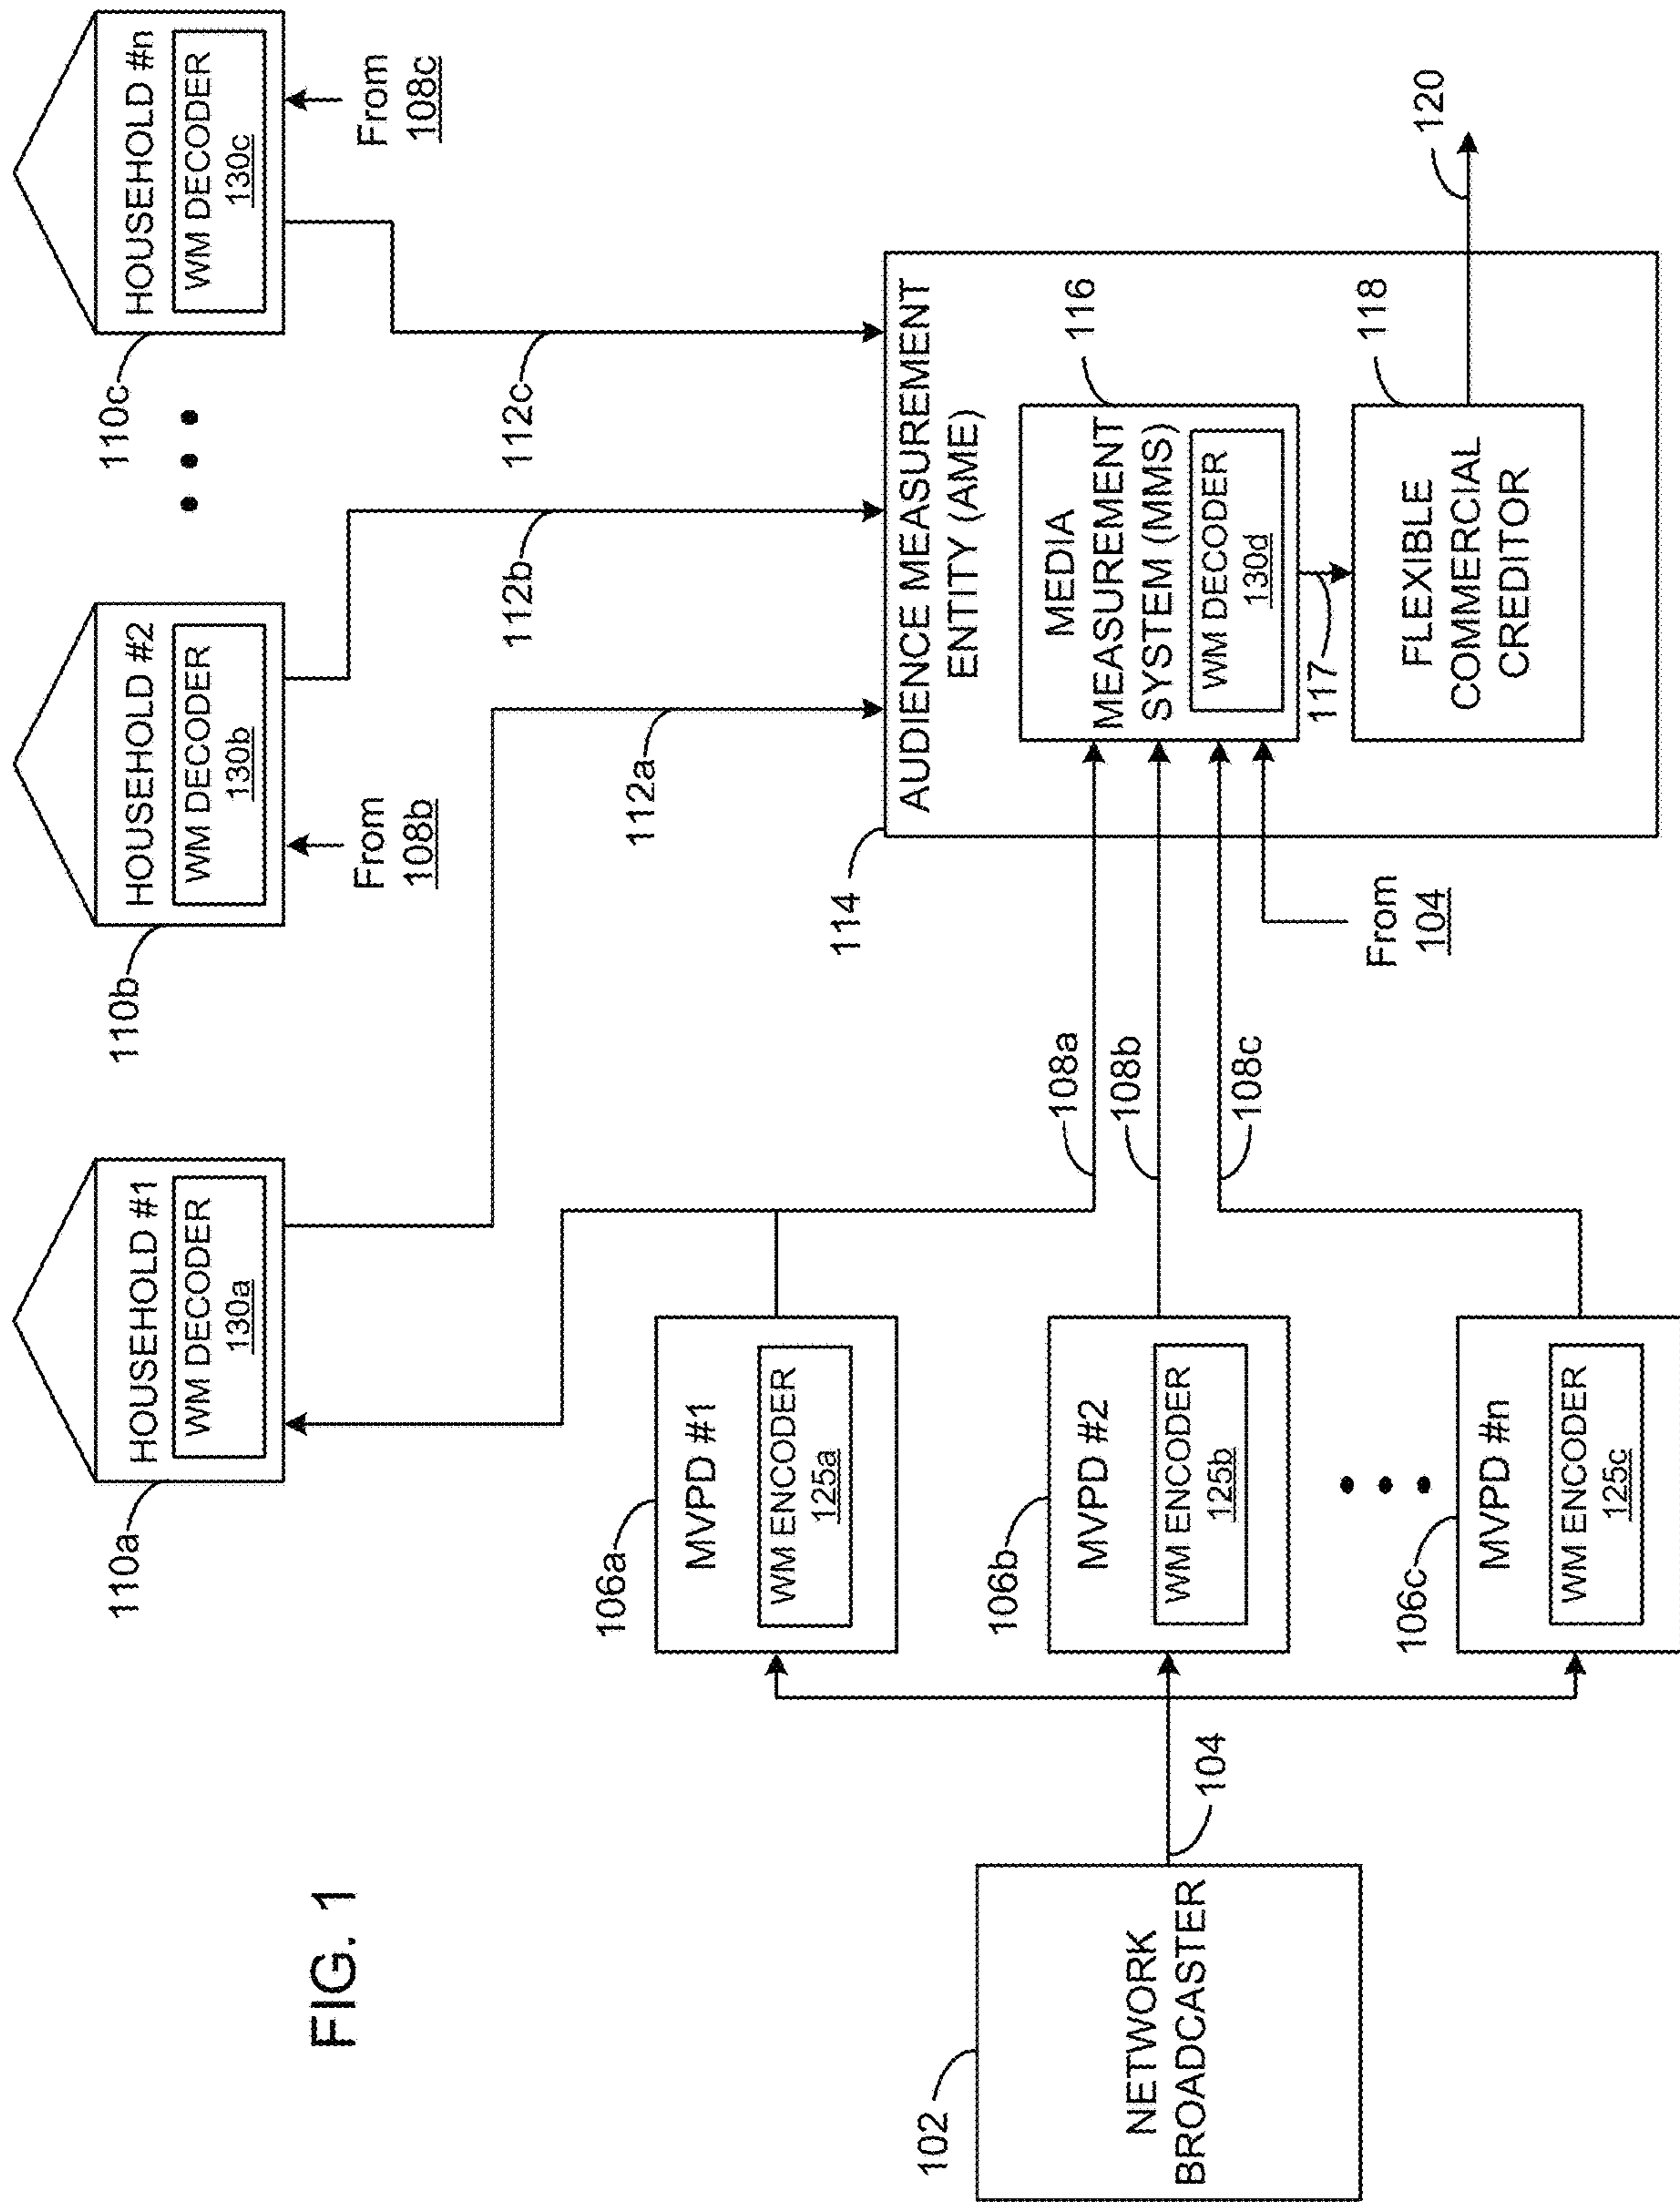 FIG. 1
110a
HOUSEHOLD #1
WM DECODER
130a
110b
HOUSEHOLD #2
WM DECODER
130b
From
108b
110c
HOUSEHOLD #n
WM DECODER
130c
From
108c
112a
112b
112c
102
NETWORK
BROADCASTER
104
106a
MVPD #1
WM ENCODER
125a
106b
MVPD #2
WM ENCODER
125b
106c
MVPD #n
WM ENCODER
125c
108a
108b
108c
From
104
114
AUDIENCE MEASUREMENT
ENTITY (AME)
116
MEDIA
MEASUREMENT
SYSTEM (MMS)
WM DECODER
130d
117
118
FLEXIBLE
COMMERCIAL
CREDITOR
120